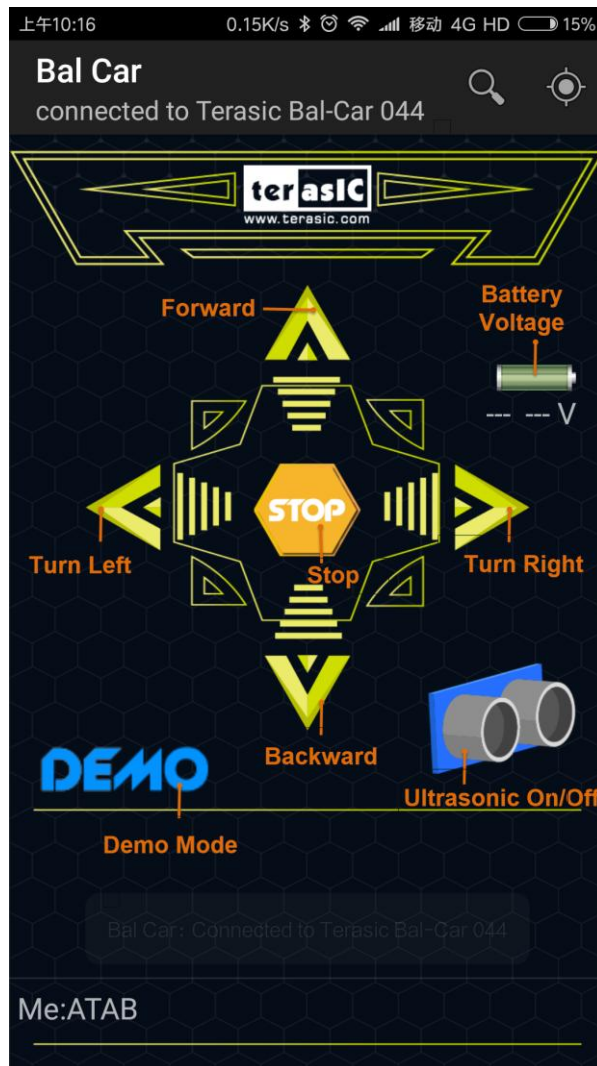 上午10:16 0.15K/s 移动 4G HD 15%
Bal Car
connected to Terasic Bal-Car 044
terasIC
www.terasic.com
Forward
Battery
Voltage
--- --- V
STOP
Turn Left
Stop
Turn Right
Backward
DEMO
Ultrasonic On/Off
Demo Mode
Bal Car: Connected to Terasic Bal-Car 044
Me:ATAB